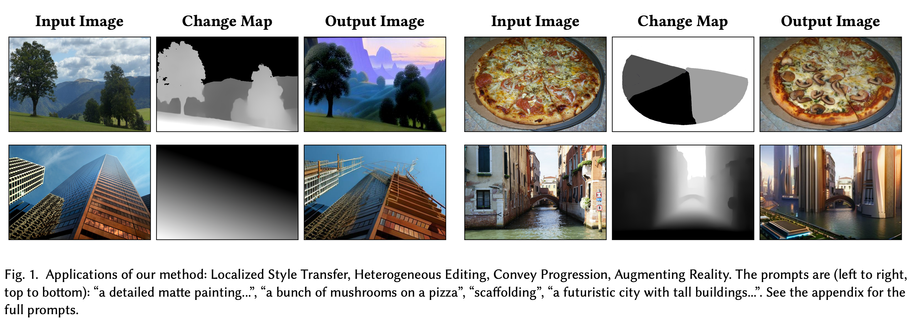 Input Image Change Map Output Image Input Image Change Map Output Image
Fig. 1. Applications of our method: Localized Style Transfer, Heterogeneous Editing, Convey Progression, Augmenting Reality. The prompts are (left to right,
top to bottom): “a detailed matte painting...”, “a bunch of mushrooms on a pizza”, “scaffolding”, “a futuristic city with tall buildings...”. See the appendix for the
full prompts.